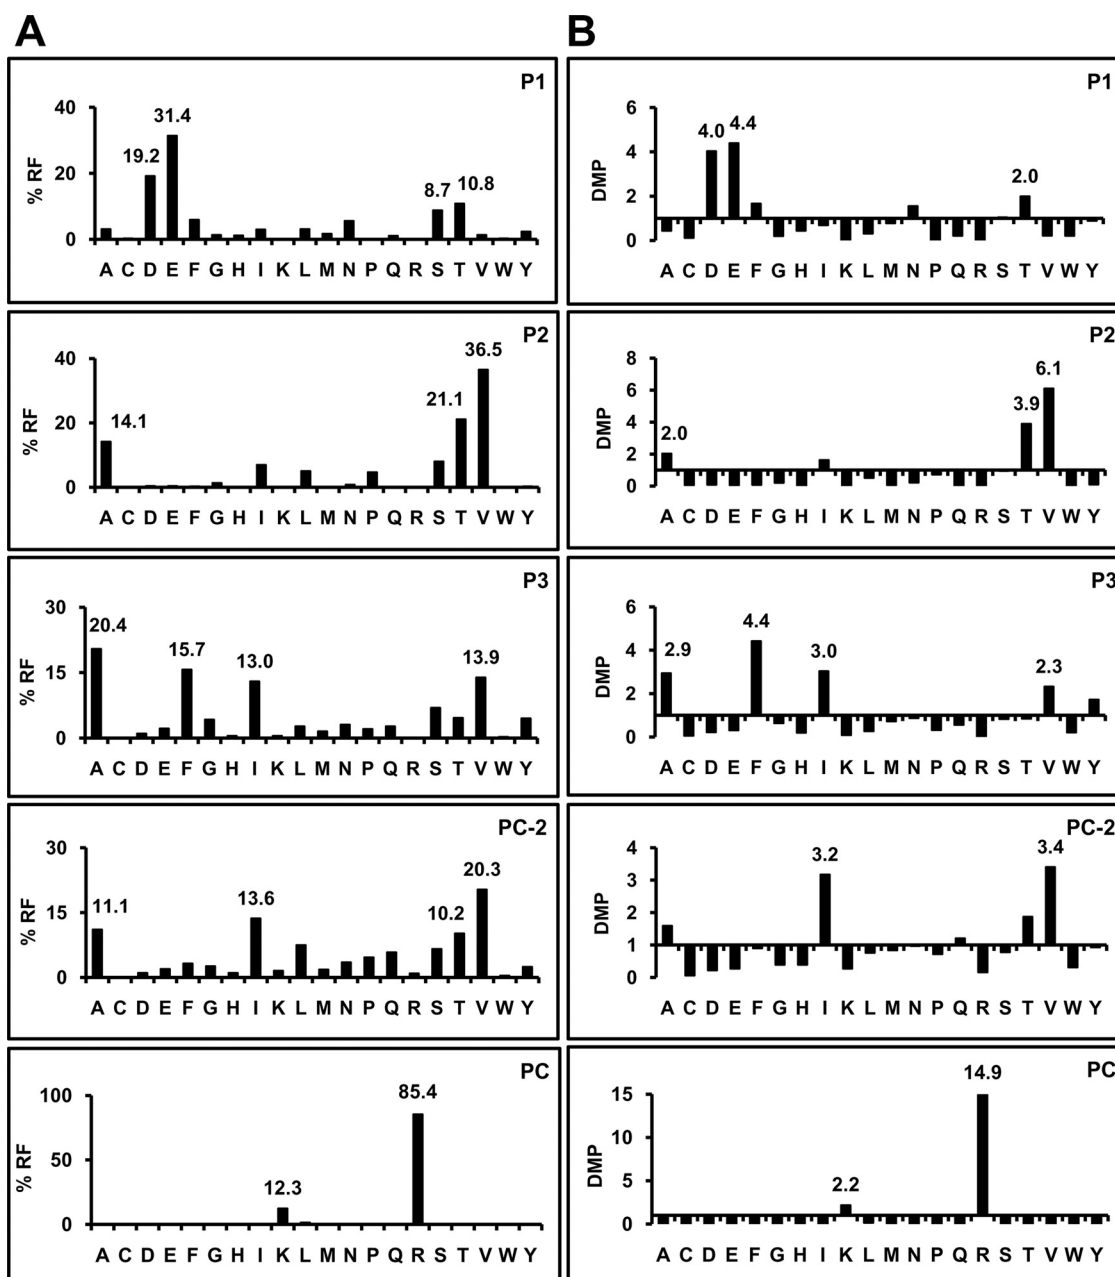 A
P1
% RF
40
20
0
19.2
31.4
8.7
10.8
A C D E F G H I K L M N P Q R S T V W Y
P2
% RF
40
20
0
14.1
21.1
36.5
A C D E F G H I K L M N P Q R S T V W Y
P3
% RF
30
15
0
20.4
15.7
13.0
13.9
A C D E F G H I K L M N P Q R S T V W Y
PC-2
% RF
30
15
0
11.1
13.6
10.2
20.3
A C D E F G H I K L M N P Q R S T V W Y
PC
% RF
100
50
0
12.3
85.4
A C D E F G H I K L M N P Q R S T V W Y
B
P1
DMP
6
4
2
0
4.0
4.4
2.0
A C D E F G H I K L M N P Q R S T V W Y
P2
DMP
8
6
4
2
0
2.0
3.9
6.1
A C D E F G H I K L M N P Q R S T V W Y
P3
DMP
6
4
2
0
2.9
4.4
3.0
2.3
A C D E F G H I K L M N P Q R S T V W Y
PC-2
DMP
4
3
2
1
0
3.2
3.4
A C D E F G H I K L M N P Q R S T V W Y
PC
DMP
15
10
5
0
2.2
14.9
A C D E F G H I K L M N P Q R S T V W Y